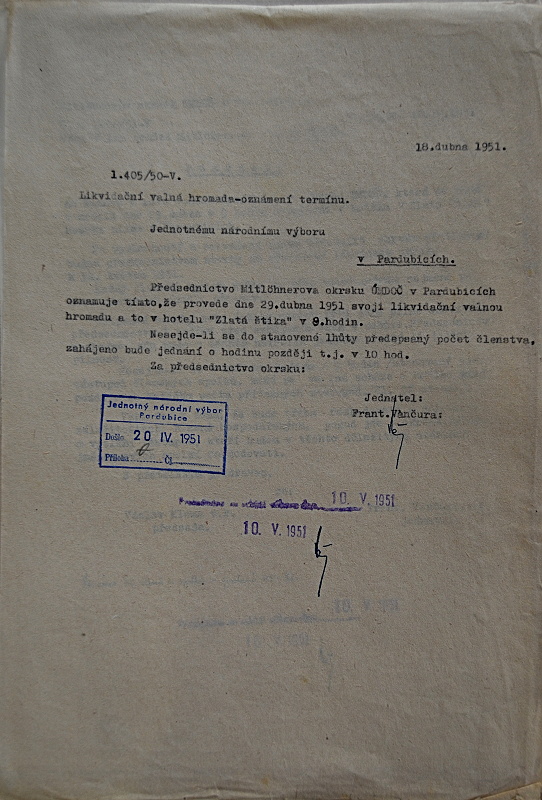 18.dubna 1951.
1.405/50-V.
Likvidační valná hromada-oznámení termínu.
Jednotnému národnímu výboru
v Pardubicích.
Předsednictvo Mitlöhnerova okrsku ÚMDOČ v Pardubicích
oznamuje tímto,že provede dne 29.dubna 1951 svoji likvidační valnou
hromadu a to v hotelu "Zlatá štika" v 9.hodin.
Nesejde-li se do stanovené lhůty předepsaný počet členstva,
zahájeno bude jednání o hodinu později t.j. v 10 hod.
Za předsednictvo okrsku:
Jednatel:
Frant.Vančura:
Jednotný národní výbor
Pardubice
Došlo 20 IV. 1951
Příloh: Čj.
10. V. 1951
10. V. 1951